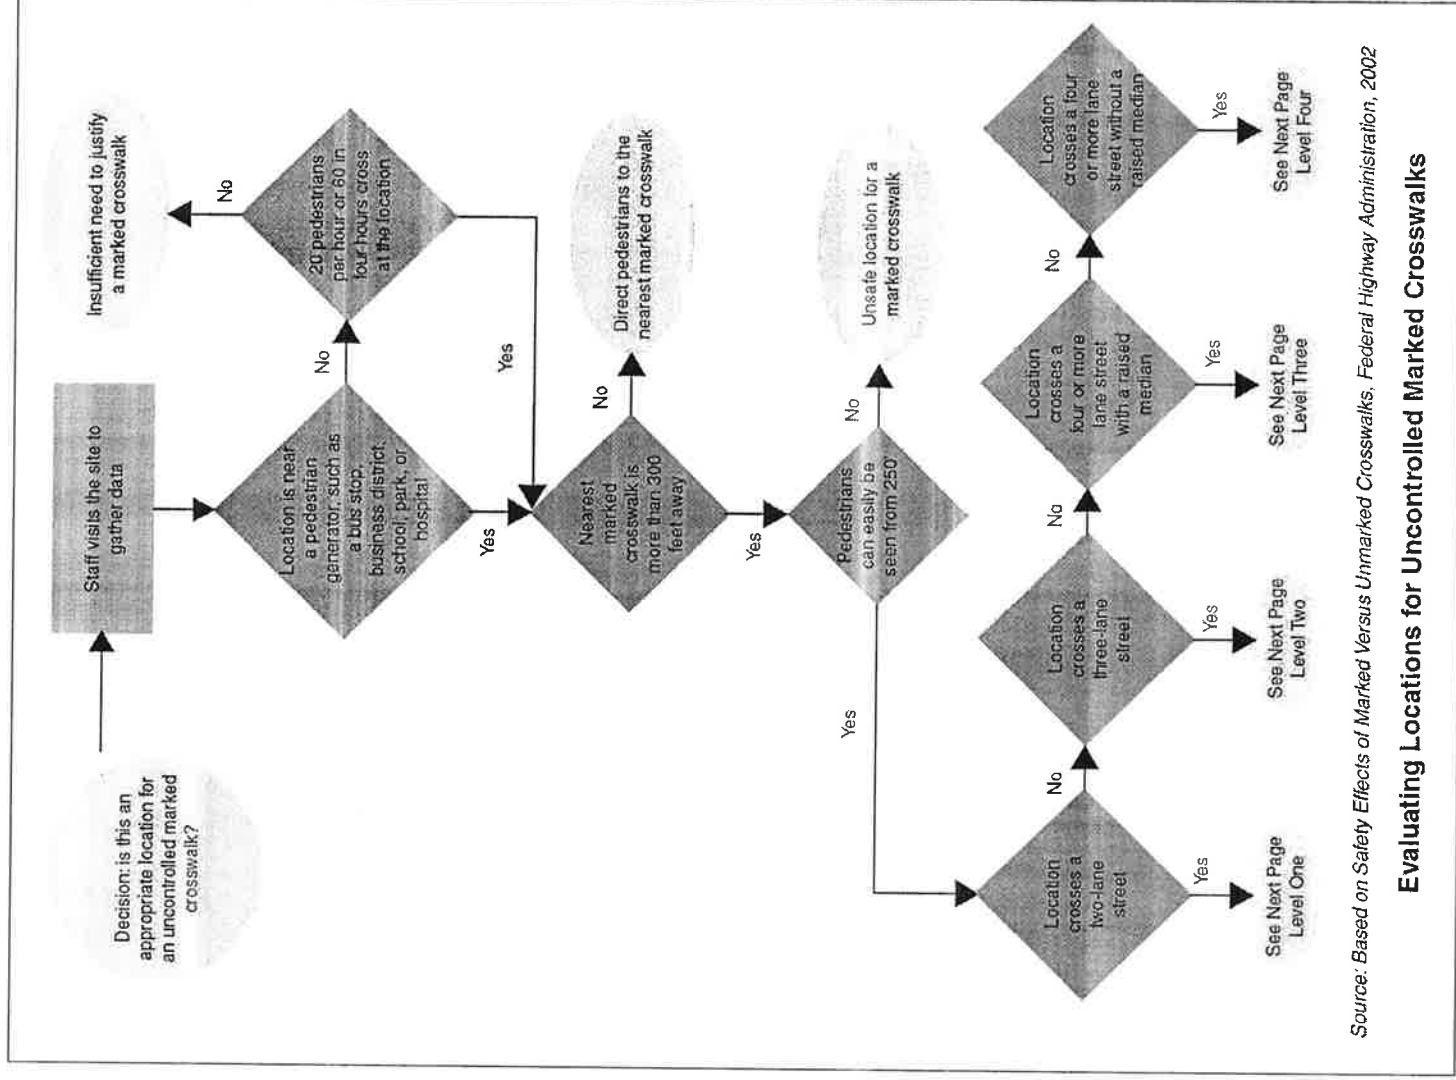 Decision: is this an
appropriate location for
an uncontrolled marked
crosswalk?
Staff visits the site to
gather data
Insufficient need to justify
a marked crosswalk
Location is near
a pedestrian
generator, such as
a bus stop,
business district,
school, park, or
hospital
No
20 pedestrians
per hour or 60 in
four hours cross
at the location
No
Yes
Yes
Nearest
marked
crosswalk is
more than 300
feet away
No
Direct pedestrians to the
nearest marked crosswalk
Yes
Pedestrians
can easily be
seen from 250'
No
Unsafe location for a
marked crosswalk
Yes
Location
crosses a
two-lane
street
No
Location
crosses a
three-lane
street
No
Location
crosses a
four or more
lane street
with a raised
median
No
Location
crosses a four
or more lane
street without a
raised median
Yes
Yes
Yes
Yes
See Next Page
Level One
See Next Page
Level Two
See Next Page
Level Three
See Next Page
Level Four
Source: Based on Safety Effects of Marked Versus Unmarked Crosswalks, Federal Highway Administration, 2002
Evaluating Locations for Uncontrolled Marked Crosswalks